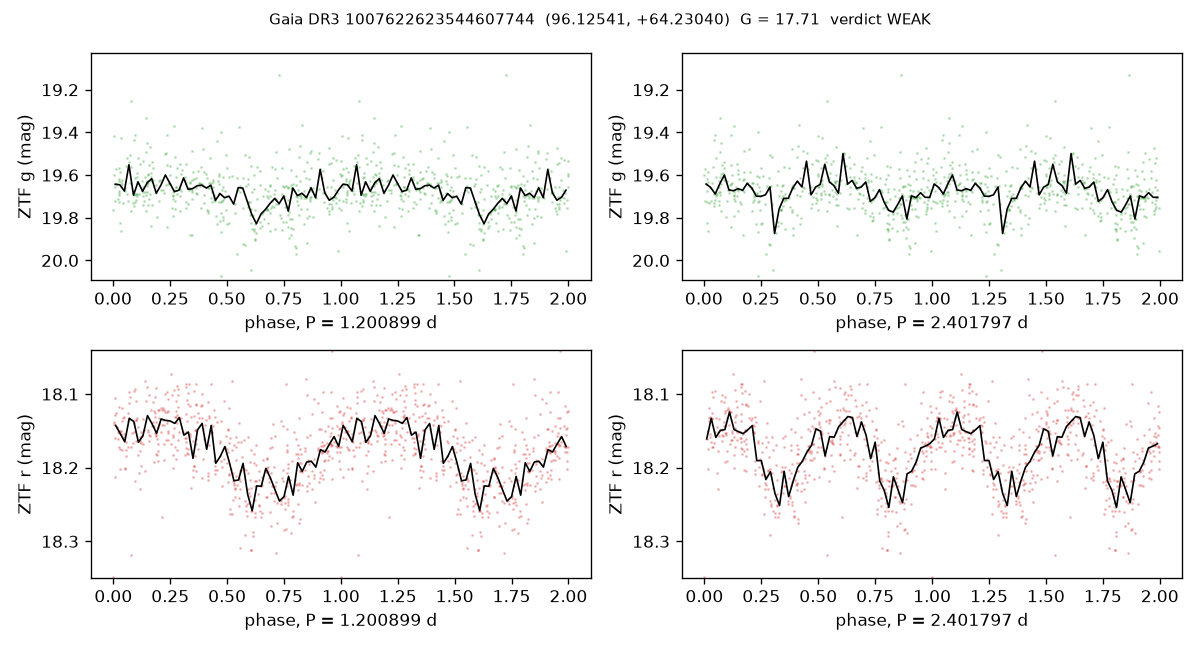 Gaia DR3 1007622623544607744  (96.12541, +64.23040)  G = 17.71  verdict WEAK
ZTF g (mag)
19.2
19.4
19.6
19.8
20.0
0.00 0.25 0.50 0.75 1.00 1.25 1.50 1.75 2.00
phase, P = 1.200899 d
ZTF g (mag)
19.2
19.4
19.6
19.8
20.0
0.00 0.25 0.50 0.75 1.00 1.25 1.50 1.75 2.00
phase, P = 2.401797 d
ZTF r (mag)
18.1
18.2
18.3
0.00 0.25 0.50 0.75 1.00 1.25 1.50 1.75 2.00
phase, P = 1.200899 d
ZTF r (mag)
18.1
18.2
18.3
0.00 0.25 0.50 0.75 1.00 1.25 1.50 1.75 2.00
phase, P = 2.401797 d